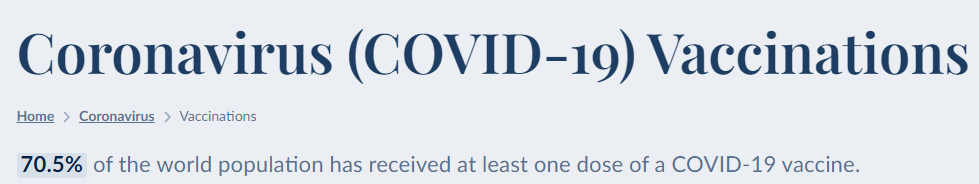 Coronavirus (COVID-19) Vaccinations
Home > Coronavirus > Vaccinations
70.5% of the world population has received at least one dose of a COVID-19 vaccine.